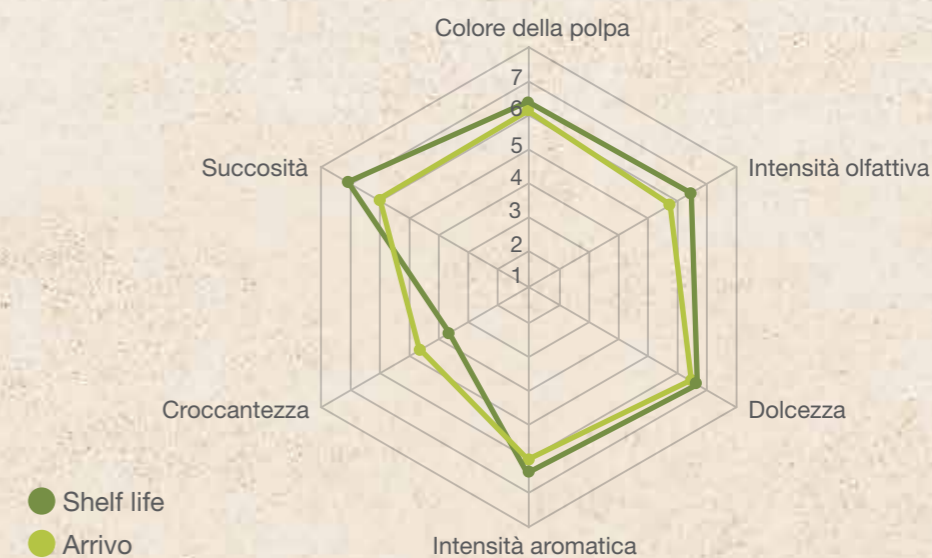 Colore della polpa
7
6
5
4
3
2
1
Succosità
Intensità olfattiva
Croccantezza
Dolcezza
Intensità aromatica
Shelf life
Arrivo